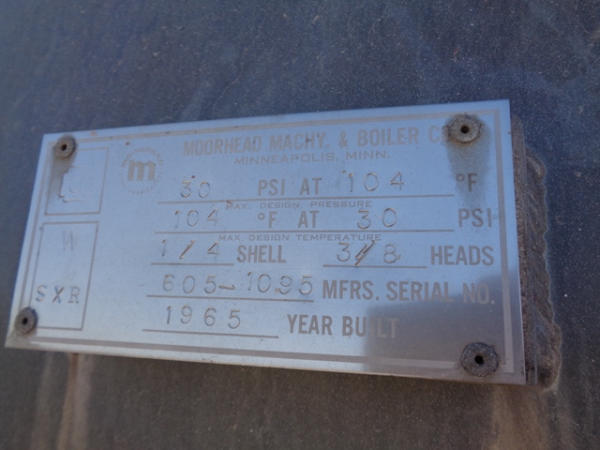 MOORHEAD MACHY. & BOILER C
MINNEAPOLIS, MINN.
m
30 PSI AT 104 °F
MAX. DESIGN PRESSURE
104 °F AT 30 PSI
MAX. DESIGN TEMPERATURE
1/4 SHELL 3/8 HEADS
W
SXR
605-1095 MFRS. SERIAL NO.
1965 YEAR BUILT